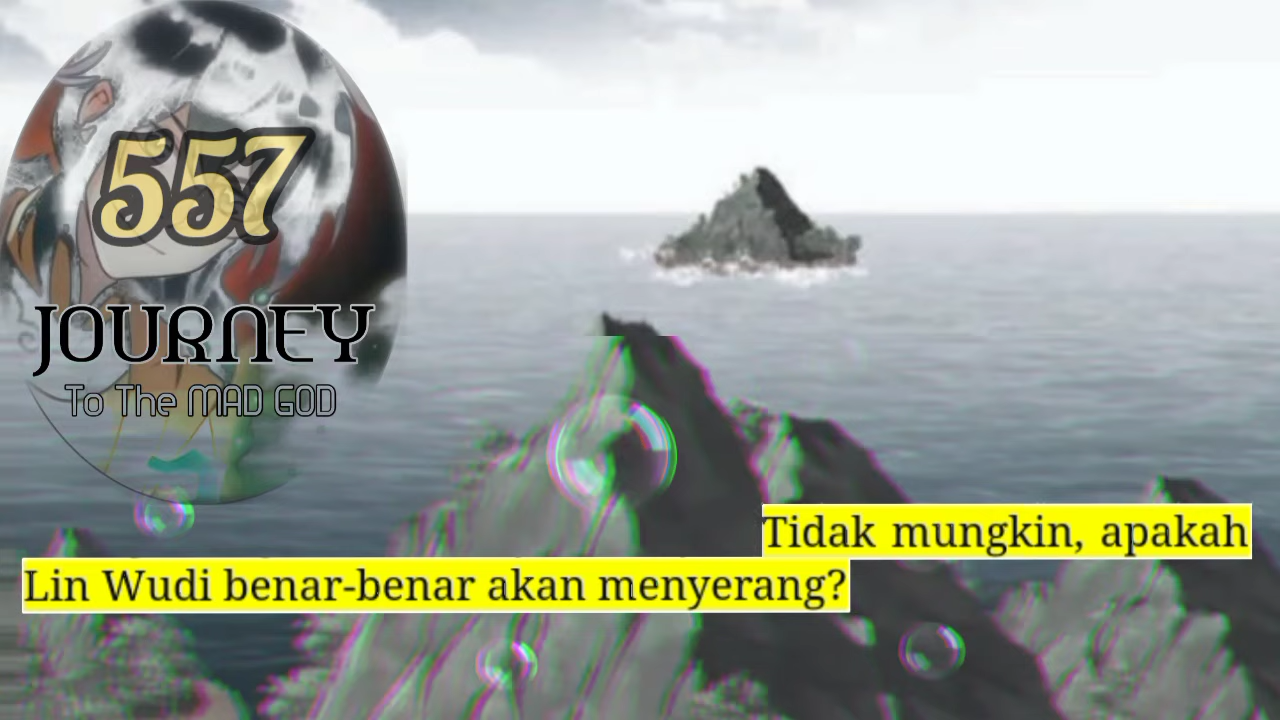 557
JOURNEY
To The MAD GOD
Tidak mungkin, apakah
Lin Wudi benar-benar akan menyerang?